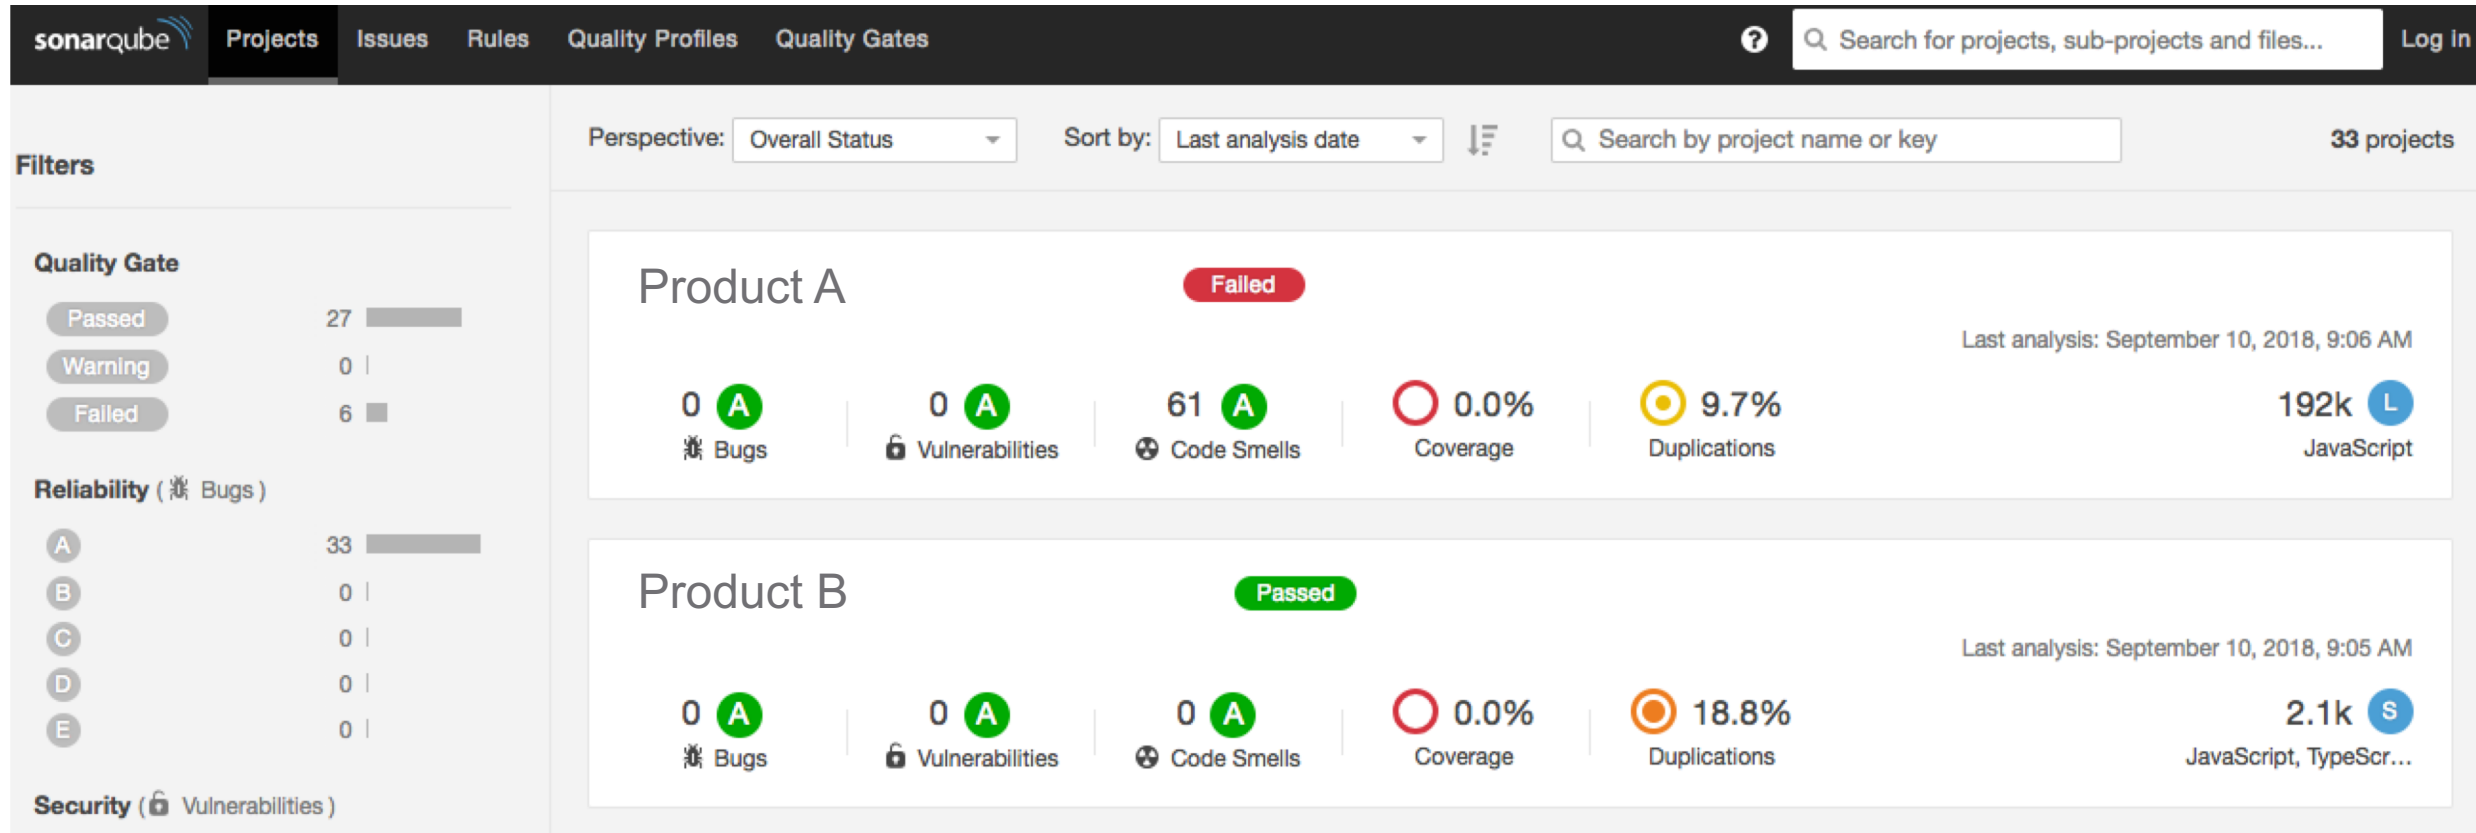 sonarqube Projects Issues Rules Quality Profiles Quality Gates ? Search for projects, sub-projects and files... Log in
Perspective: Overall Status Sort by: Last analysis date Search by project name or key 33 projects
Filters
Quality Gate
Passed 27
Warning 0
Failed 6
Reliability ( Bugs )
A 33
B 0
C 0
D 0
E 0
Security ( Vulnerabilities )
Product A Failed
Last analysis: September 10, 2018, 9:06 AM
0 A 0 A 61 A 0.0% 9.7% 192k L
Bugs Vulnerabilities Code Smells Coverage Duplications JavaScript
Product B Passed
Last analysis: September 10, 2018, 9:05 AM
0 A 0 A 0 A 0.0% 18.8% 2.1k S
Bugs Vulnerabilities Code Smells Coverage Duplications JavaScript, TypeScr...